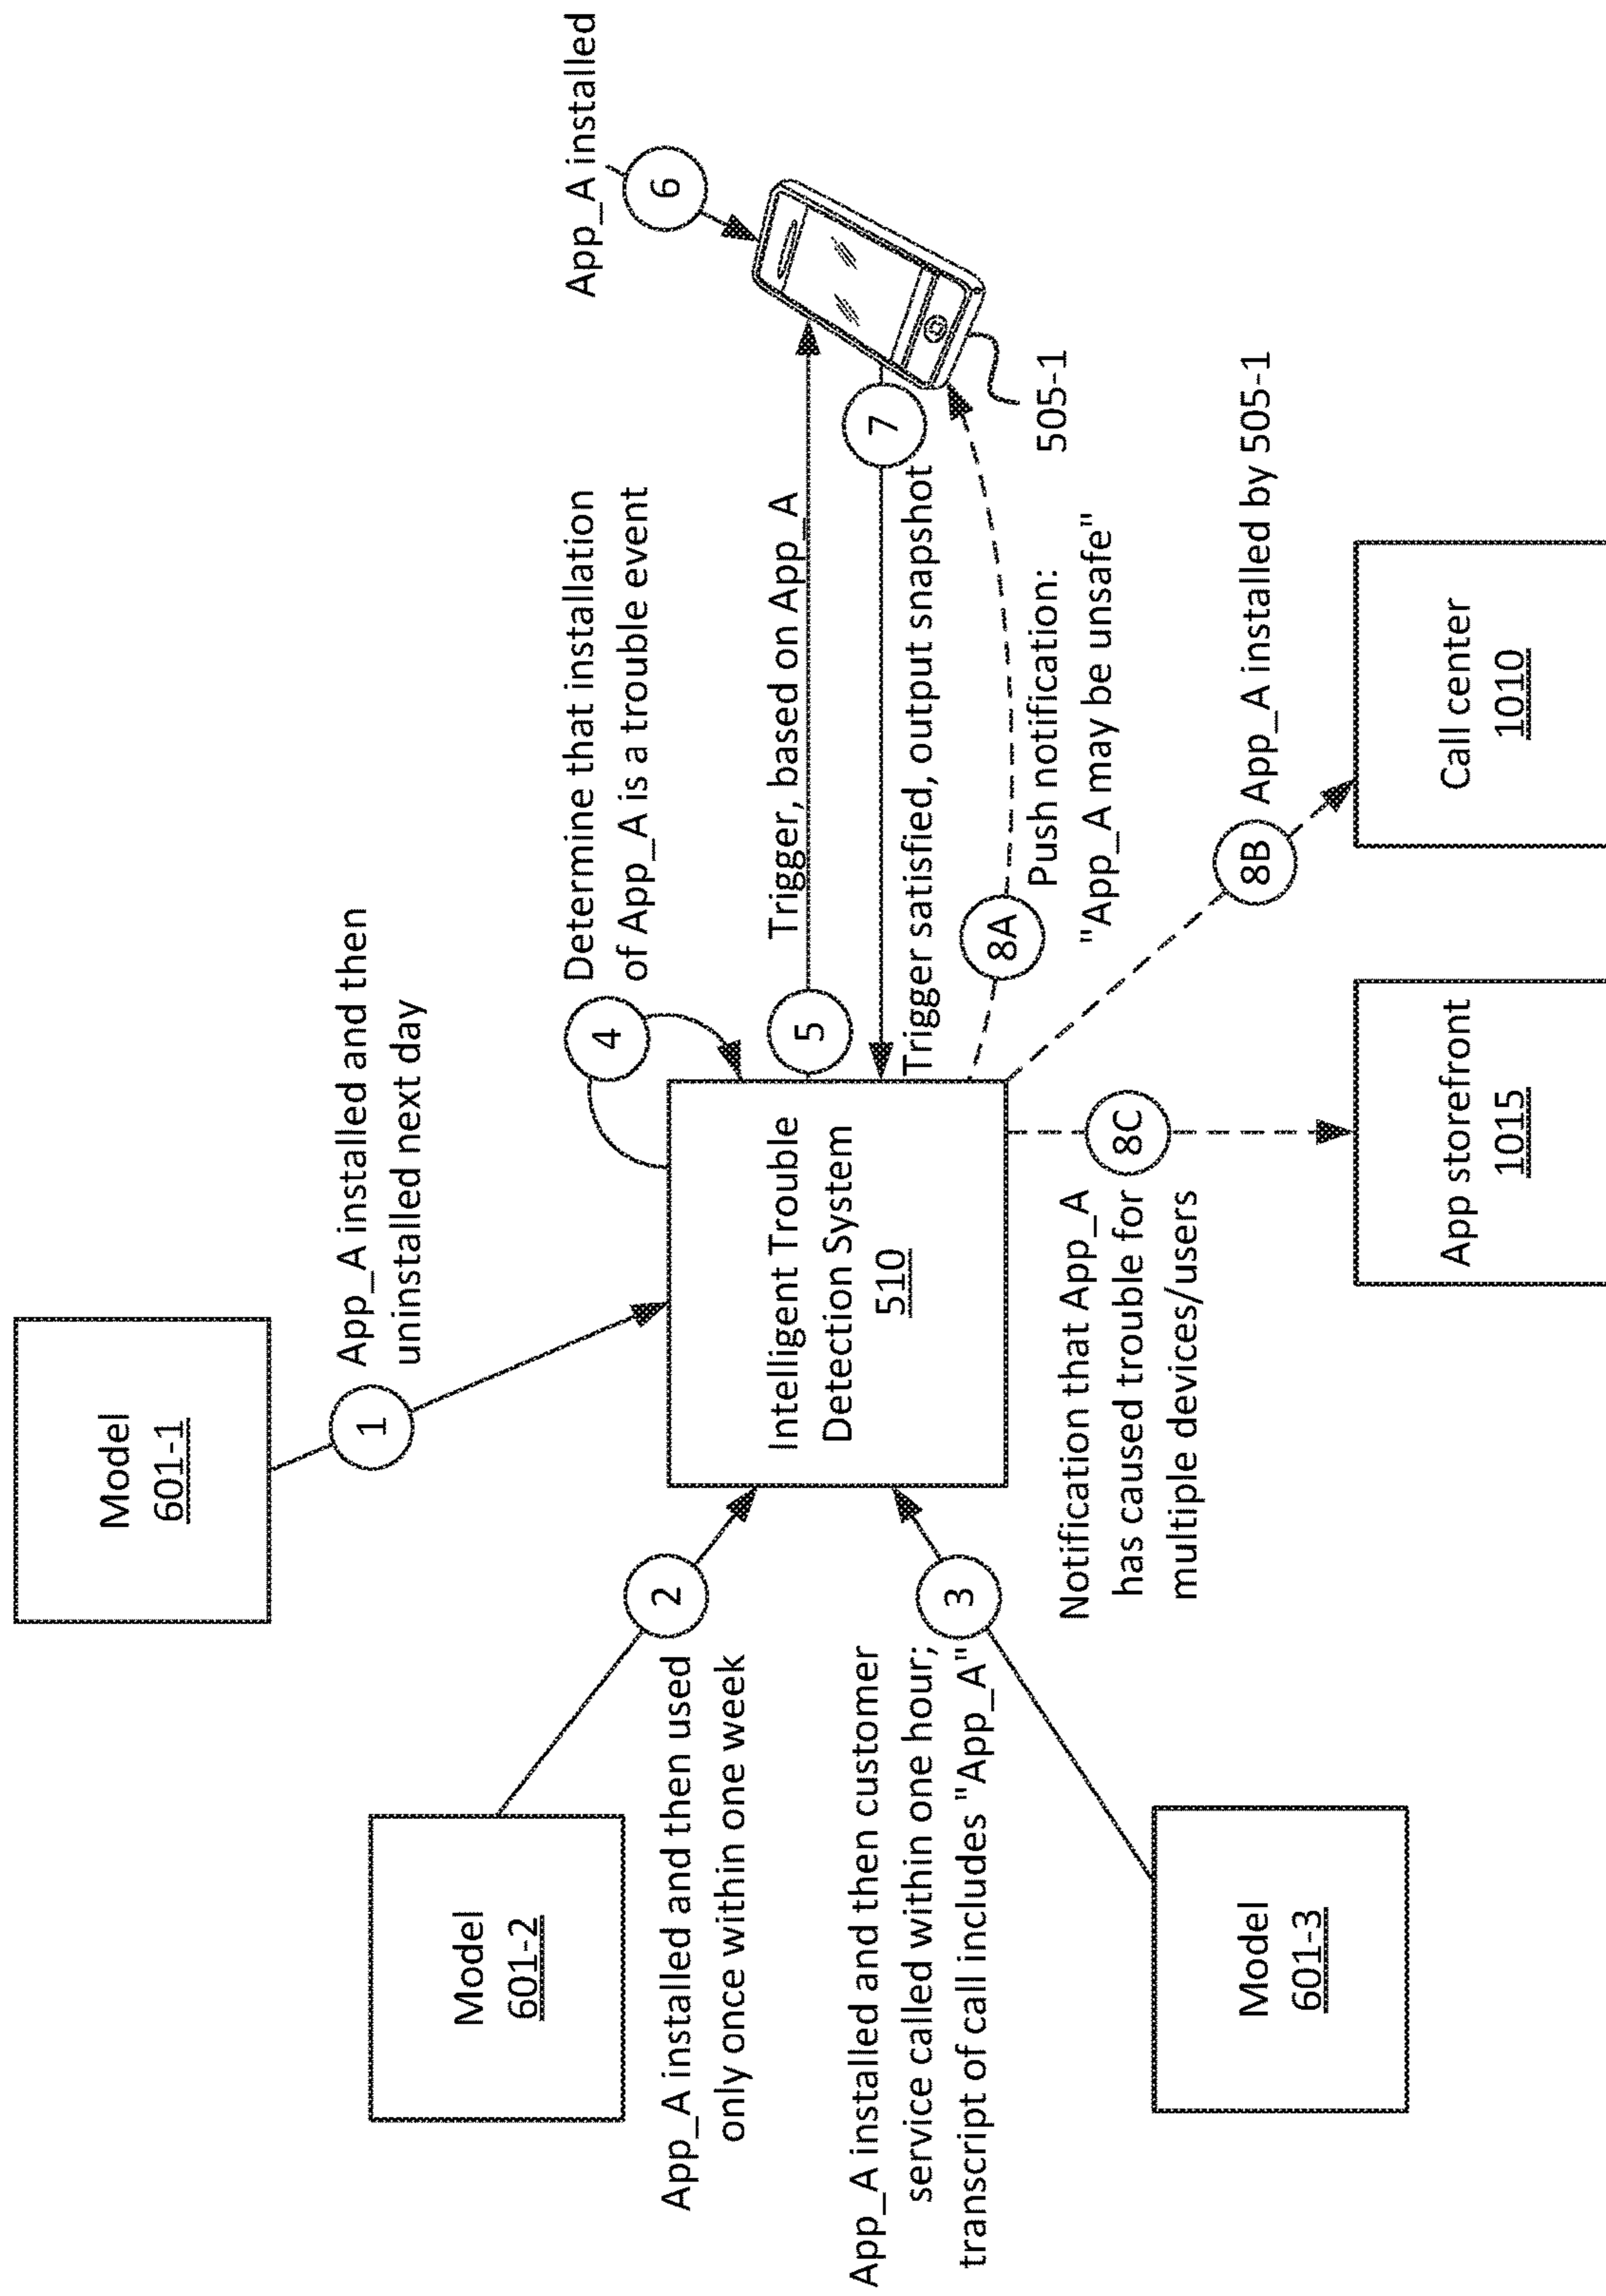 Model
601-1
1
App_A installed and then
uninstalled next day
Model
601-2
2
App_A installed and then used
only once within one week
App_A installed and then customer
service called within one hour;
transcript of call includes "App_A"
3
Model
601-3
Intelligent Trouble
Detection System
510
4
Determine that installation
of App_A is a trouble event
5
Trigger, based on App_A
App_A installed
6
7
Trigger satisfied, output snapshot
505-1
8A
Push notification:
"App_A may be unsafe"
8B
App_A installed by 505-1
Call center
1010
8C
Notification that App_A
has caused trouble for
multiple devices/users
App storefront
1015